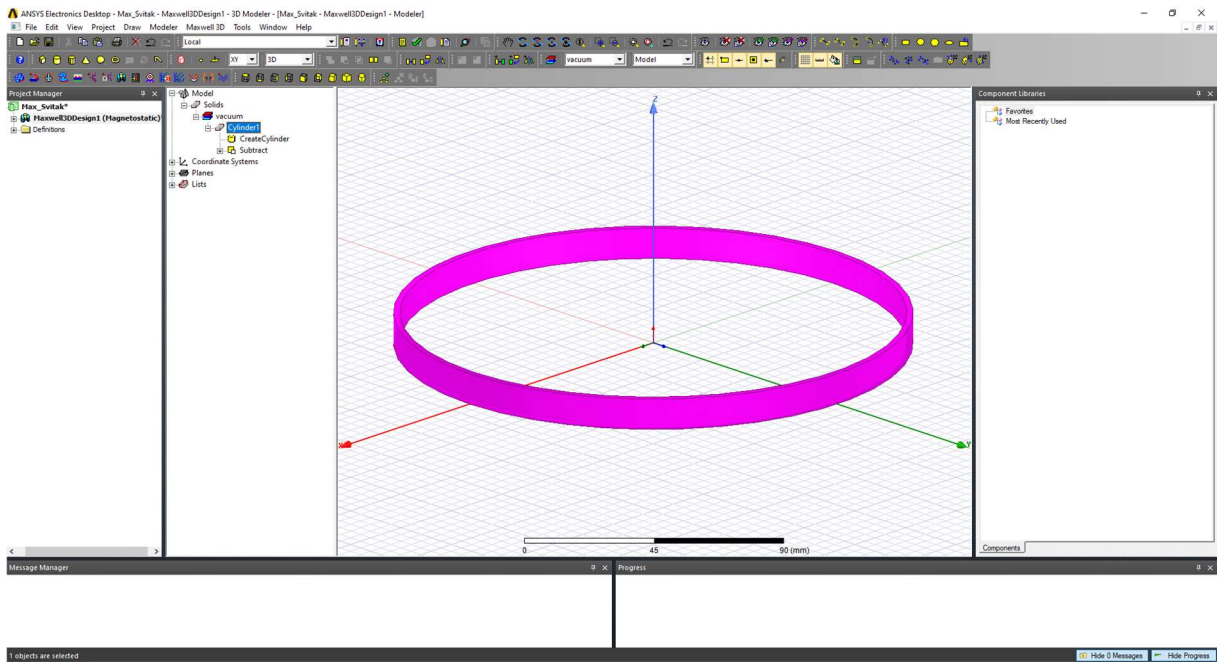 ANSYS Electronics Desktop - Max_Svitak - Maxwell3DDesign1 - 3D Modeler - [Max_Svitak - Maxwell3DDesign1 - Modeler]
File Edit View Project Draw Modeler Maxwell 3D Tools Window Help
Local
XY 3D vacuum Model
Project Manager
Max_Svitak*
Maxwell3DDesign1 (Magnetostatic)
Definitions
Model
Solids
vacuum
Cylinder1
CreateCylinder
Subtract
Coordinate Systems
Planes
Lists
Z
X
Y
0 45 90 (mm)
Component Libraries
Favorites
Most Recently Used
Components
Message Manager
Progress
1 objects are selected
Hide 0 Messages Hide Progress